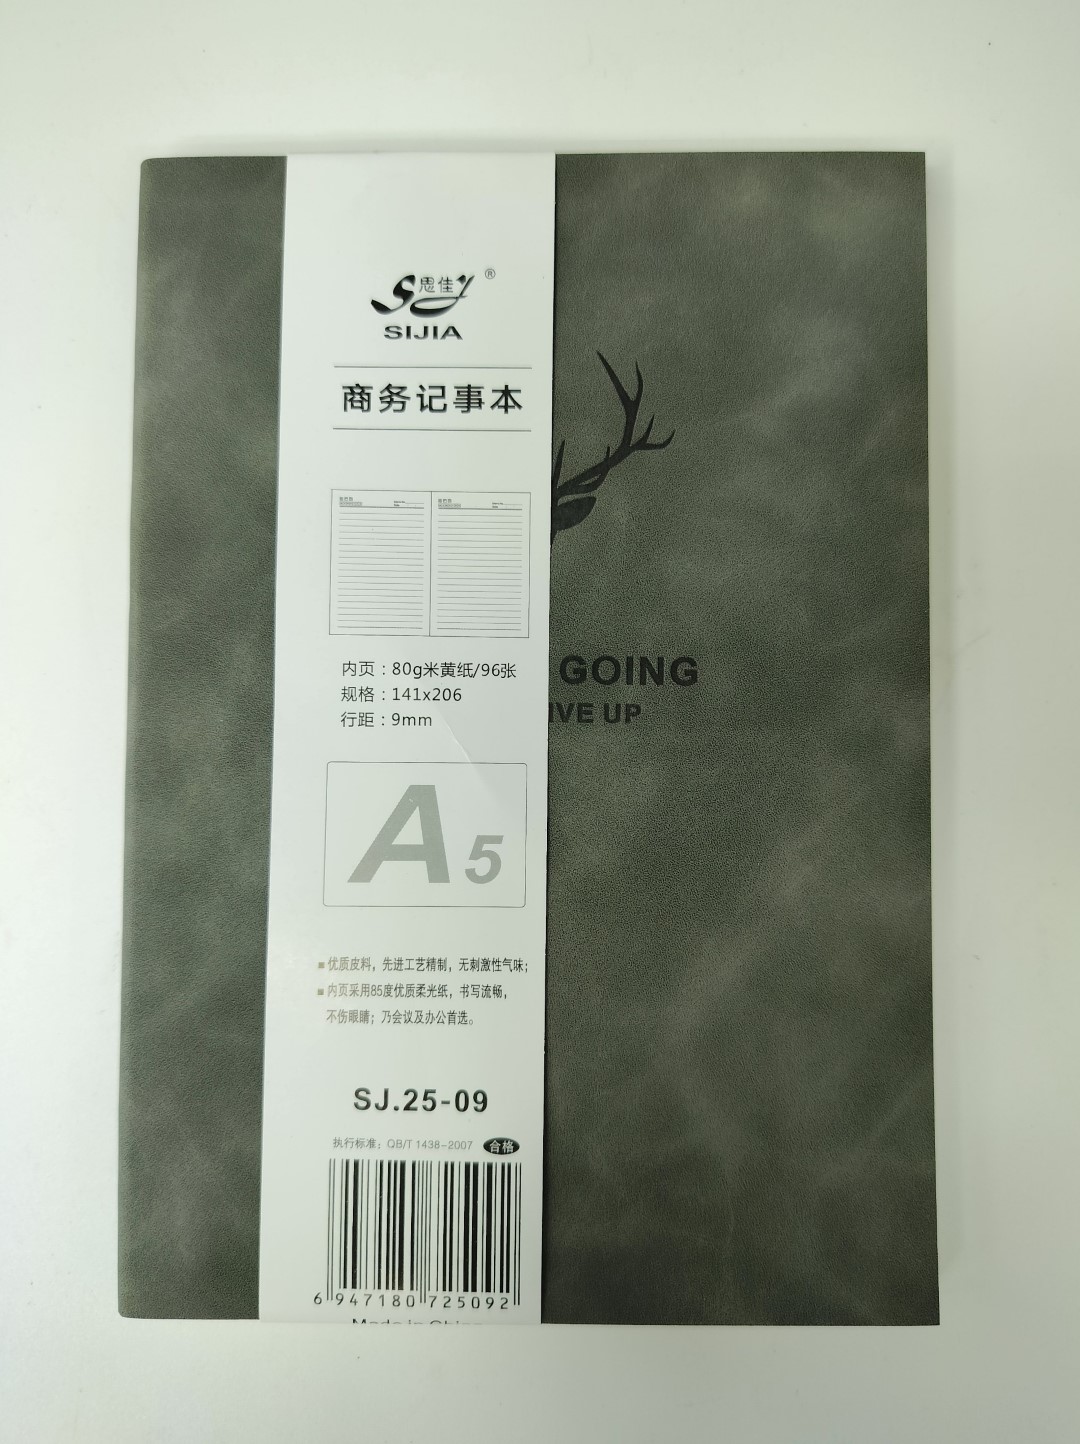 思佳
SIJIA
®
商务记事本
内页：80g米黄纸/96张
规格：141x206
行距：9mm
A5
GOING
IVE UP
■ 优质皮料，先进工艺精制，无刺激性气味；
■ 内页采用85度优质柔光纸，书写流畅，
不伤眼睛；乃会议及办公首选。
SJ.25-09
执行标准：QB/T 1438-2007 合格
6 947180 725092
Made in China